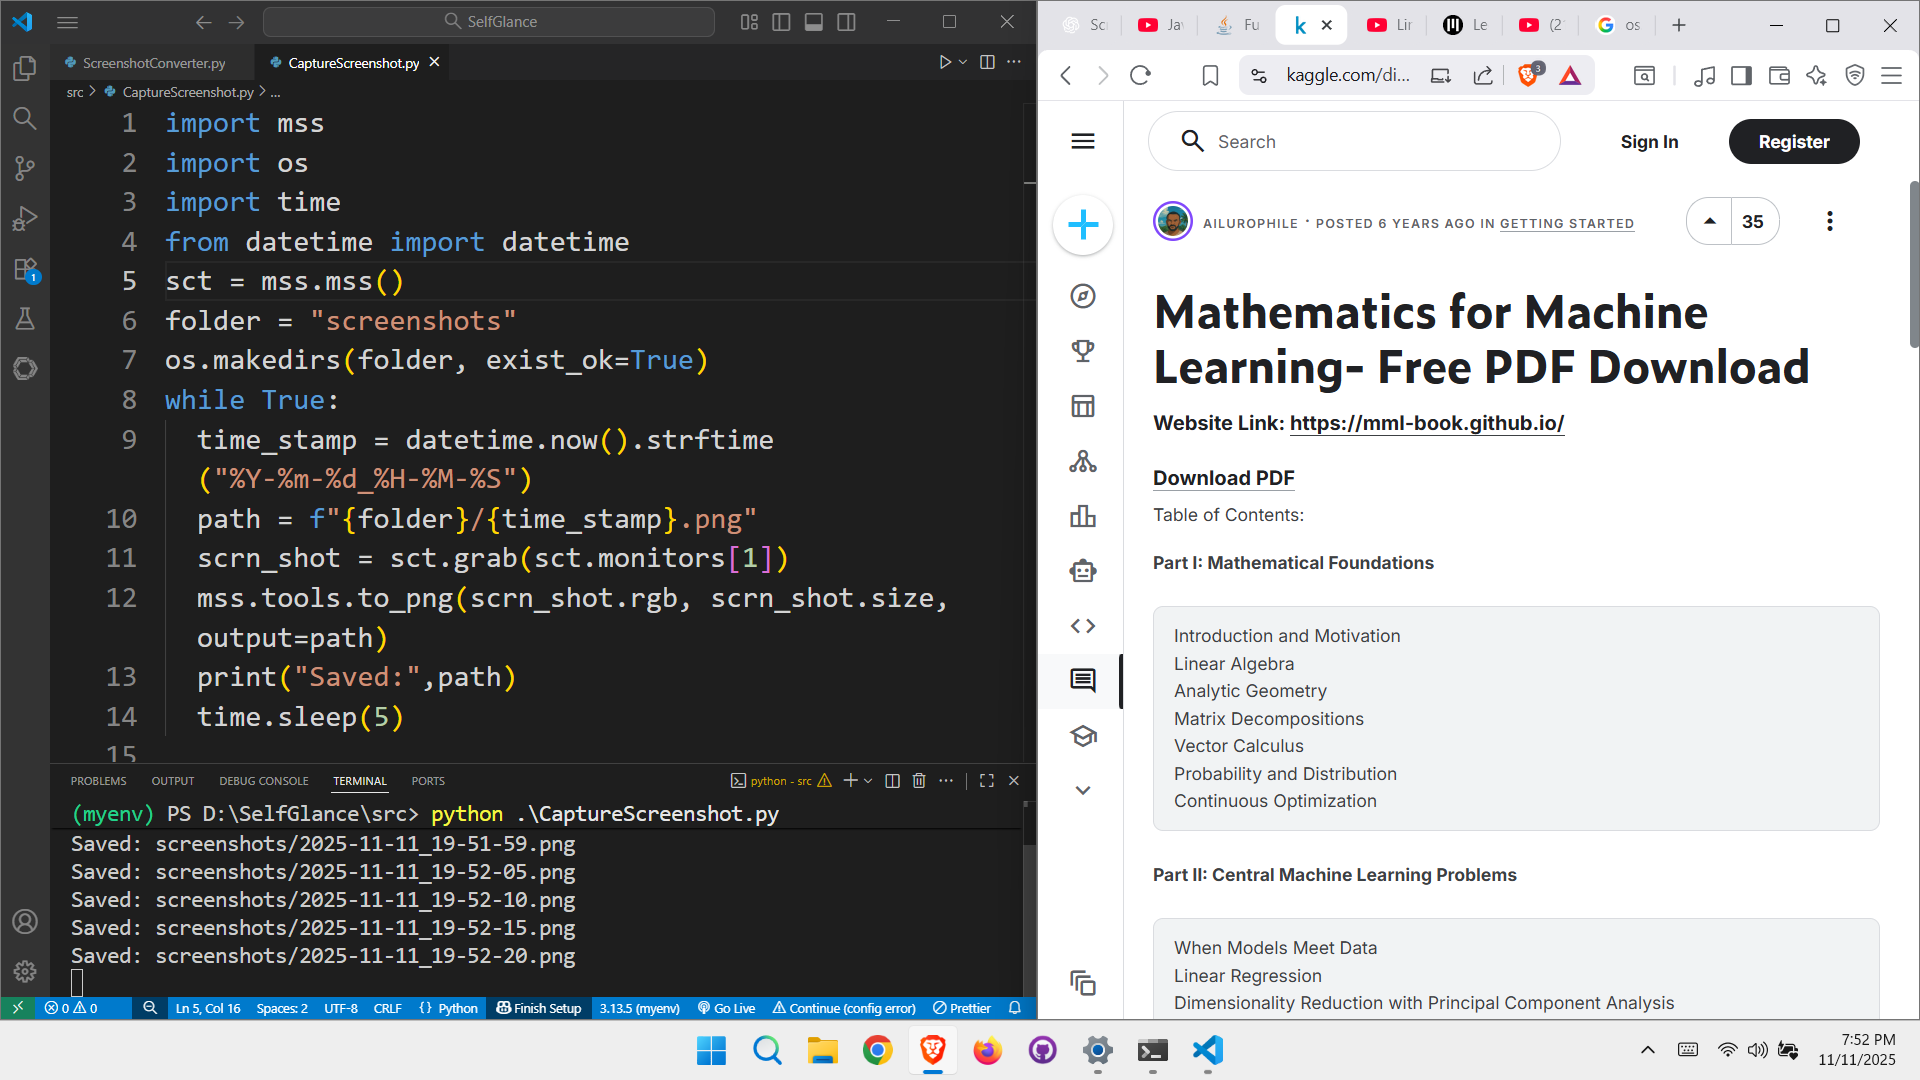 SelfGlance
ScreenshotConverter.py
CaptureScreenshot.py
src > CaptureScreenshot.py > ...
1 import mss
2 import os
3 import time
4 from datetime import datetime
5 sct = mss.mss()
6 folder = "screenshots"
7 os.makedirs(folder, exist_ok=True)
8 while True:
9 time_stamp = datetime.now().strftime
("%Y-%m-%d_%H-%M-%S")
10 path = f"{folder}/{time_stamp}.png"
11 scrn_shot = sct.grab(sct.monitors[1])
12 mss.tools.to_png(scrn_shot.rgb, scrn_shot.size,
output=path)
13 print("Saved:",path)
14 time.sleep(5)
15
1
PROBLEMS OUTPUT DEBUG CONSOLE TERMINAL PORTS
python - src
(myenv) PS D:\SelfGlance\src> python .\CaptureScreenshot.py
Saved: screenshots/2025-11-11_19-51-59.png
Saved: screenshots/2025-11-11_19-52-05.png
Saved: screenshots/2025-11-11_19-52-10.png
Saved: screenshots/2025-11-11_19-52-15.png
Saved: screenshots/2025-11-11_19-52-20.png
0 0 Ln 5, Col 16 Spaces: 2 UTF-8 CRLF {} Python Finish Setup 3.13.5 (myenv) Go Live Continue (config error) Prettier
Sc Ja Fu k Lir Le (2 os
kaggle.com/di... 3
Search
Sign In
Register
AILUROPHILE · POSTED 6 YEARS AGO IN GETTING STARTED
35
Mathematics for Machine
Learning- Free PDF Download
Website Link: https://mml-book.github.io/
Download PDF
Table of Contents:
Part I: Mathematical Foundations
Introduction and Motivation
Linear Algebra
Analytic Geometry
Matrix Decompositions
Vector Calculus
Probability and Distribution
Continuous Optimization
Part II: Central Machine Learning Problems
When Models Meet Data
Linear Regression
Dimensionality Reduction with Principal Component Analysis
7:52 PM
11/11/2025